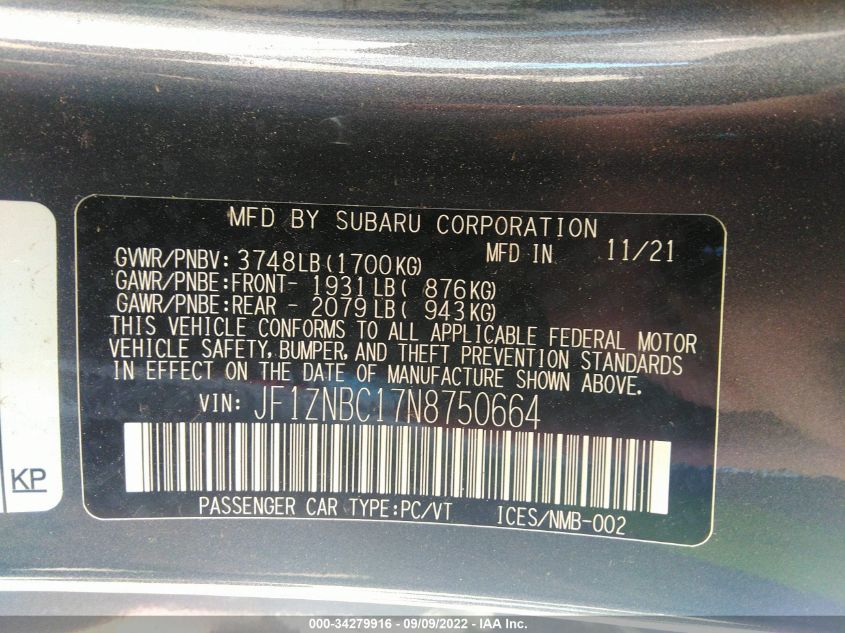 MFD BY SUBARU CORPORATION
GVWR/PNBV: 3748LB(1700KG) MFD IN 11/21
GAWR/PNBE:FRONT- 1931LB( 876KG)
GAWR/PNBE:REAR - 2079LB( 943KG)
THIS VEHICLE CONFORMS TO ALL APPLICABLE FEDERAL MOTOR
VEHICLE SAFETY, BUMPER, AND THEFT PREVENTION STANDARDS
IN EFFECT ON THE DATE OF MANUFACTURE SHOWN ABOVE.
VIN: JF1ZNBC17N8750664
PASSENGER CAR TYPE:PC/VT ICES/NMB-002
KP
000-34279916 - 09/09/2022 - IAA Inc.